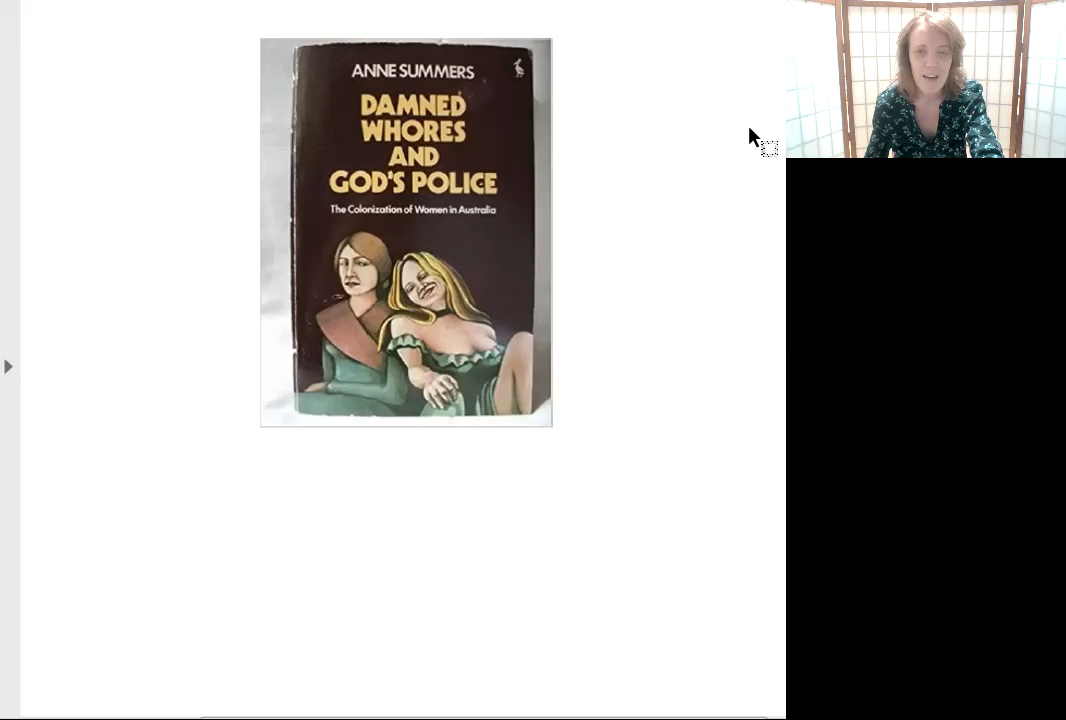 ANNE SUMMERS
DAMNED
WHORES
AND
GOD'S POLICE
The Colonization of Women in Australia